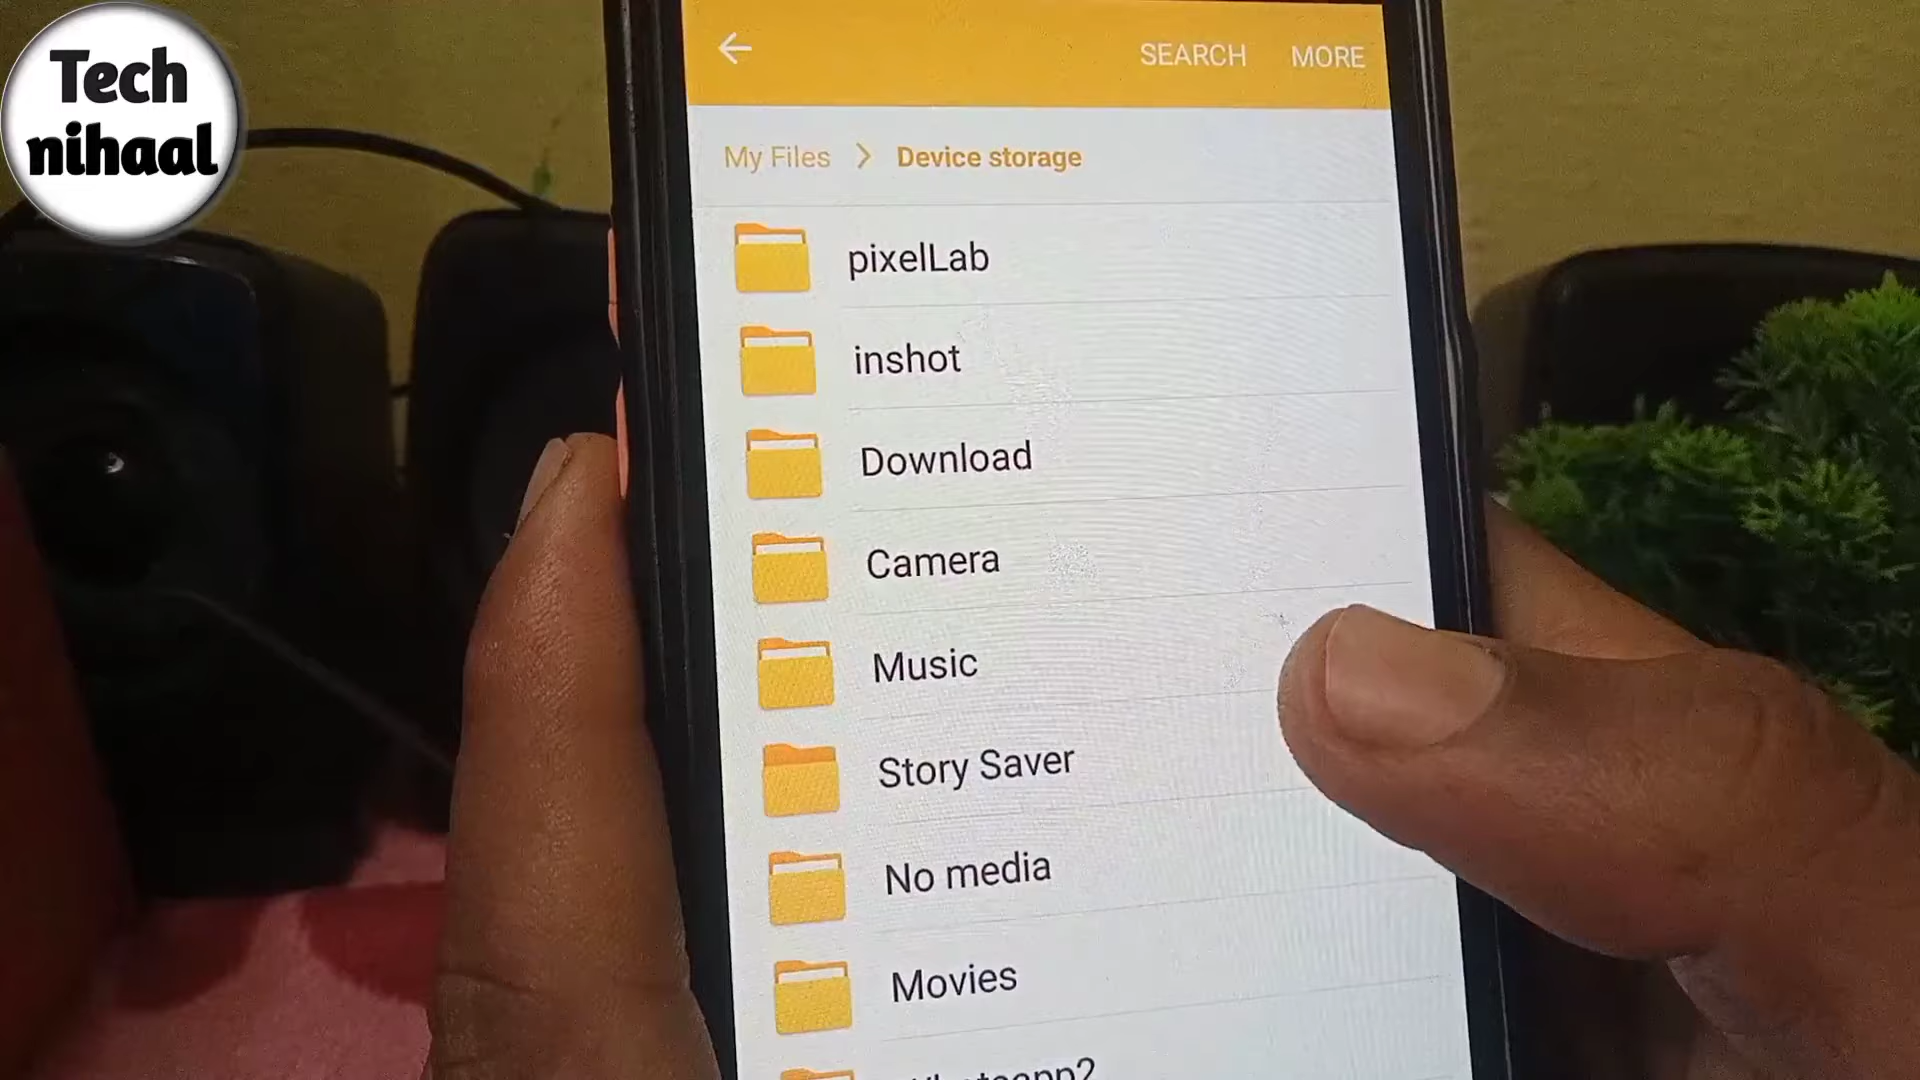 Tech
nihaal
SEARCH MORE
My Files > Device storage
pixelLab
inshot
Download
Camera
Music
Story Saver
No media
Movies